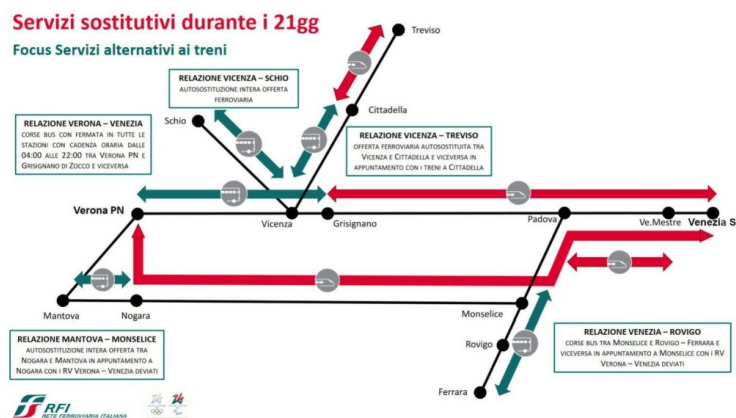 Servizi sostitutivi durante i 21gg
Focus Servizi alternativi ai treni
Treviso
RELAZIONE VICENZA – SCHIO
AUTOSOSTITUZIONE INTERA OFFERTA
FERROVIARIA
Cittadella
Schio
RELAZIONE VERONA – VENEZIA
CORSE BUS CON FERMATA IN TUTTE LE
STAZIONI CON CADENZA ORARIA DALLE
04:00 ALLE 22:00 TRA VERONA PN E
GRISIGNANO DI ZOCCO E VICEVERSA
RELAZIONE VICENZA – TREVISO
OFFERTA FERROVIARIA AUTOSOSTITUITA TRA
VICENZA E CITTADELLA E VICEVERSA IN
APPUNTAMENTO CON I TRENI A CITTADELLA
Verona PN
Vicenza
Grisignano
Padova
Ve.Mestre
Venezia S
Mantova
Nogara
Monselice
RELAZIONE MANTOVA – MONSELICE
AUTOSOSTITUZIONE INTERA OFFERTA TRA
NOGARA E MANTOVA IN APPUNTAMENTO A
NOGARA CON I RV VERONA – VENEZIA DEVIATI
Rovigo
Ferrara
RELAZIONE VENEZIA – ROVIGO
CORSE BUS TRA MONSELICE E ROVIGO – FERRARA E
VICEVERSA IN APPUNTAMENTO A MONSELICE CON I RV
VERONA – VENEZIA DEVIATI
RFI
RETE FERROVIARIA ITALIANA